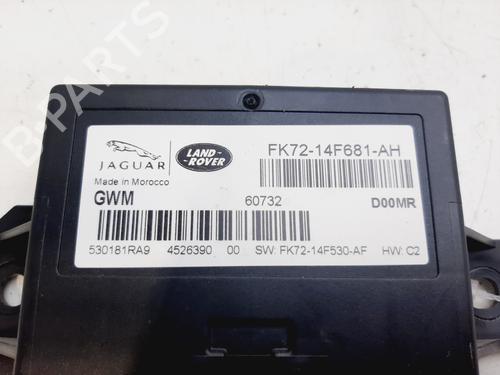 B-PARTS
JAGUAR
LAND-
ROVER
FK72-14F681-AH
Made in Morocco
GWM
60732
D00MR
530181RA9 4526390 00 SW: FK72-14F530-AF HW: C2